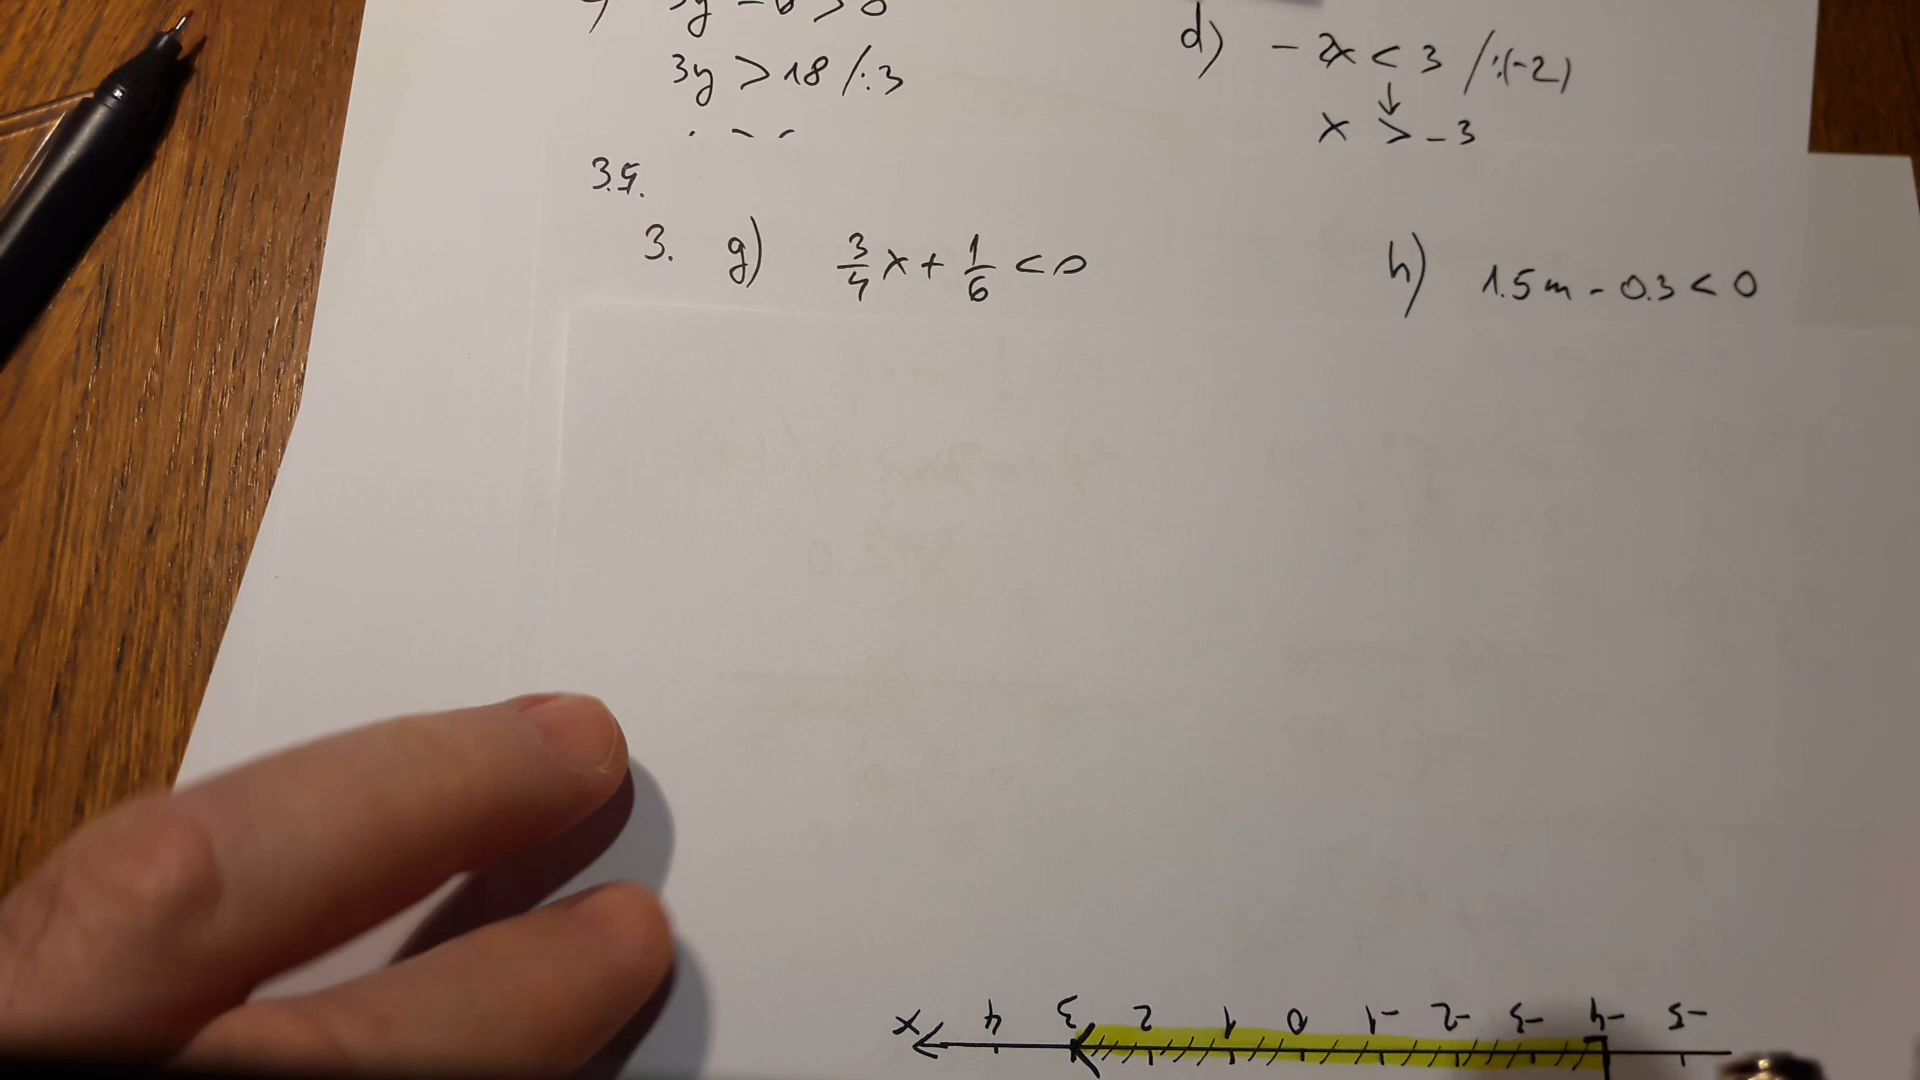 3y > 18 /:3
. - -
d) - 2x < 3 /:(-2)
↓
x > - 3
3.5.
3. g) 3/4 x + 1/6 < 0
h) 1.5m - 0.3 < 0
x 4 3 2 1 0 -1 -2 -3 -4 -5